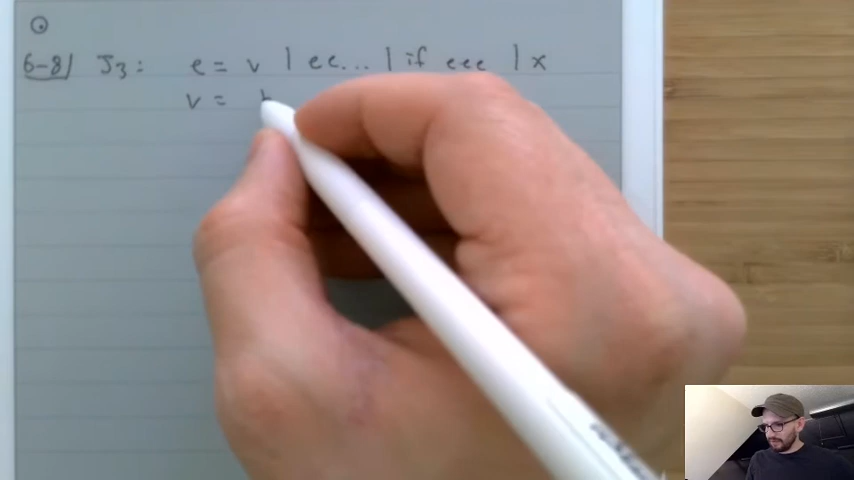 6-8) J3: e = v | ee... | if eee | x
v =